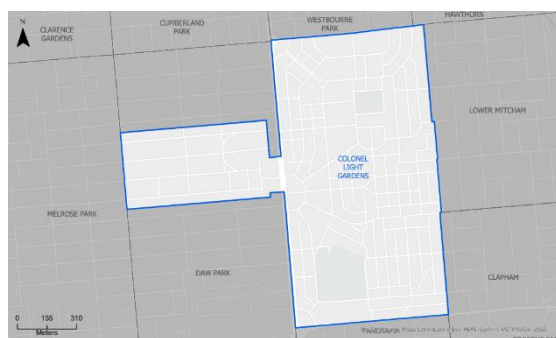 HAWTHORN
WESTBOURNE
PARK
CUMBERLAND
PARK
CLARENCE
GARDENS
N
LOWER MITCHAM
COLONEL
LIGHT
GARDENS
MELROSE PARK
DAW PARK
CLAPHAM
0 155 310
Meters